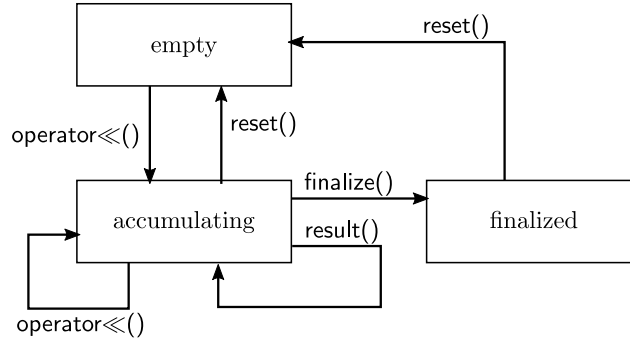 reset()
empty
operator≪()
reset()
finalize()
accumulating
finalized
result()
operator≪()